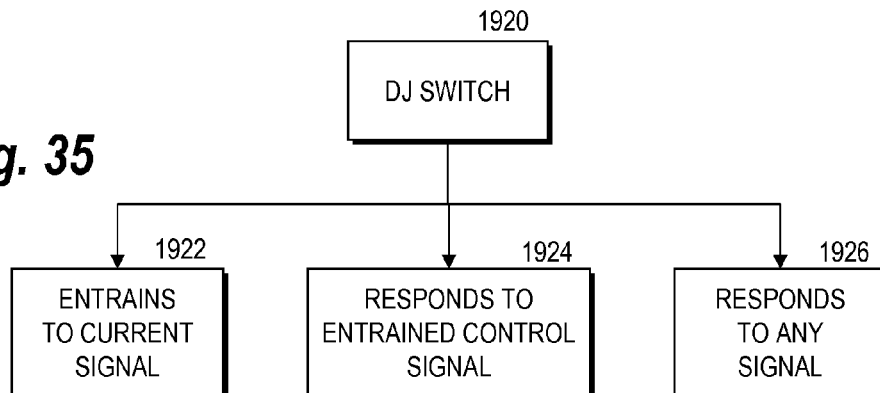 1920
DJ SWITCH
g. 35
1922
1924
1926
ENTRAINS
TO CURRENT
SIGNAL
RESPONDS TO
ENTRAINED CONTROL
SIGNAL
RESPONDS
TO ANY
SIGNAL